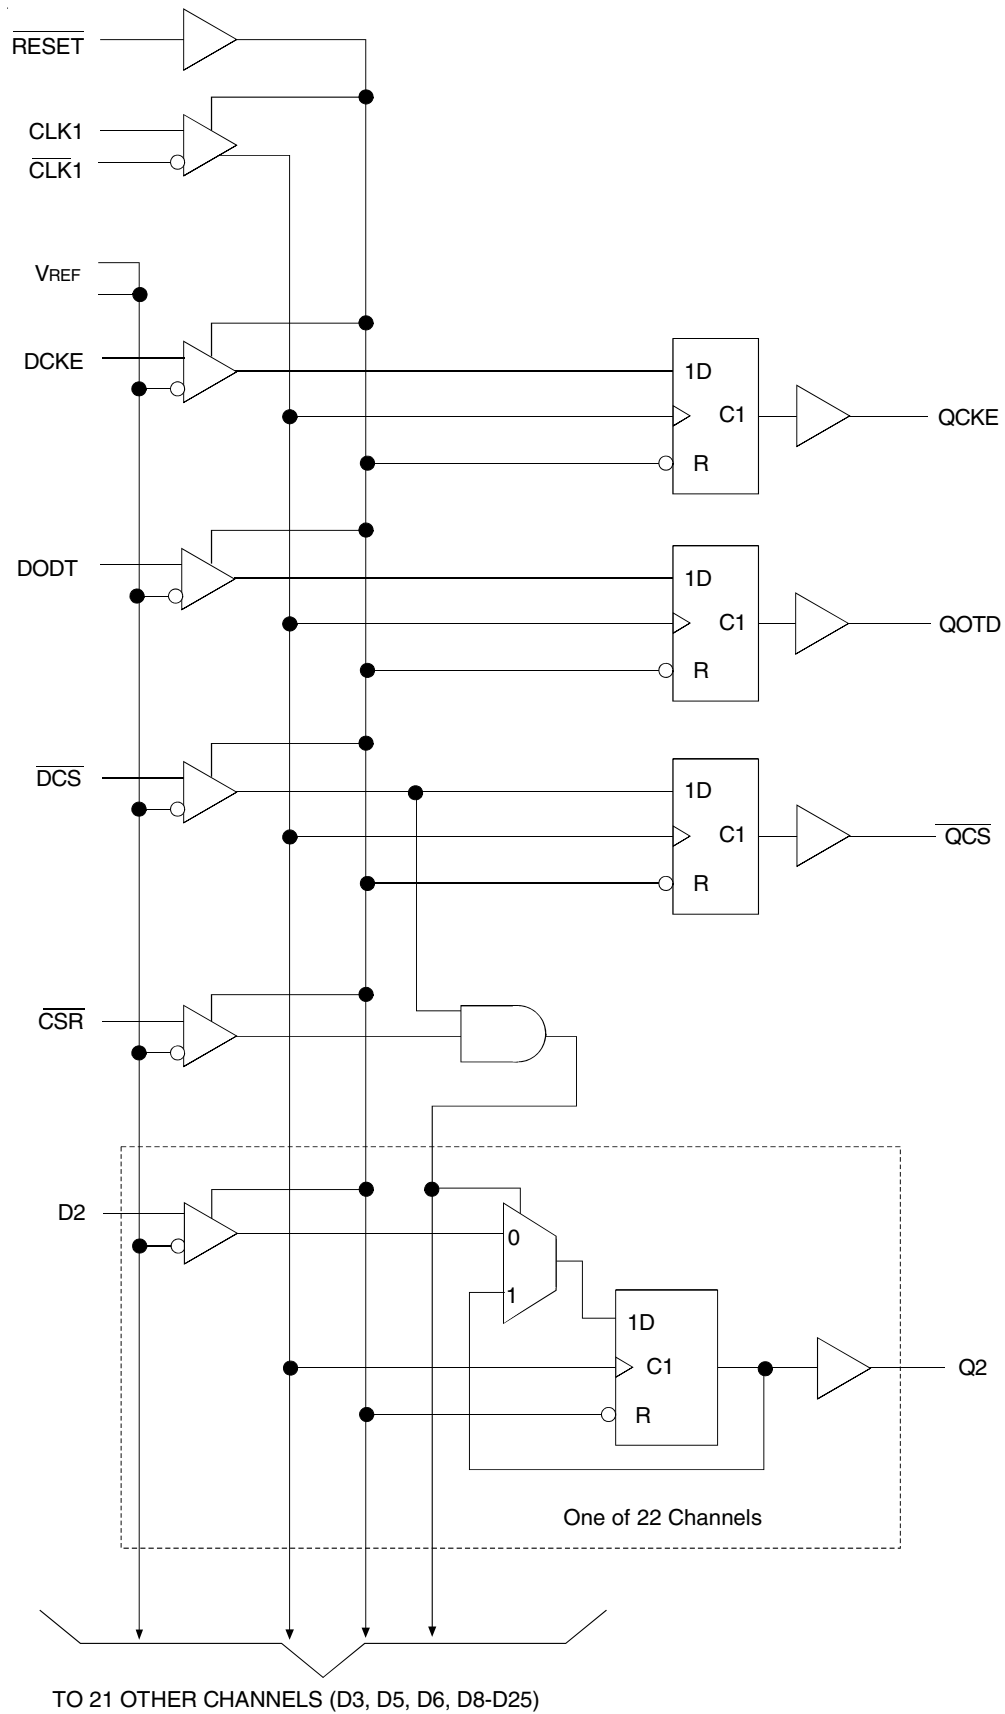 RESET
CLK1
CLK1
VREF
DCKE
1D
C1
R
QCKE
DODT
1D
C1
R
QOTD
DCS
1D
C1
R
QCS
CSR
D2
0
1
1D
C1
R
Q2
One of 22 Channels
TO 21 OTHER CHANNELS (D3, D5, D6, D8-D25)